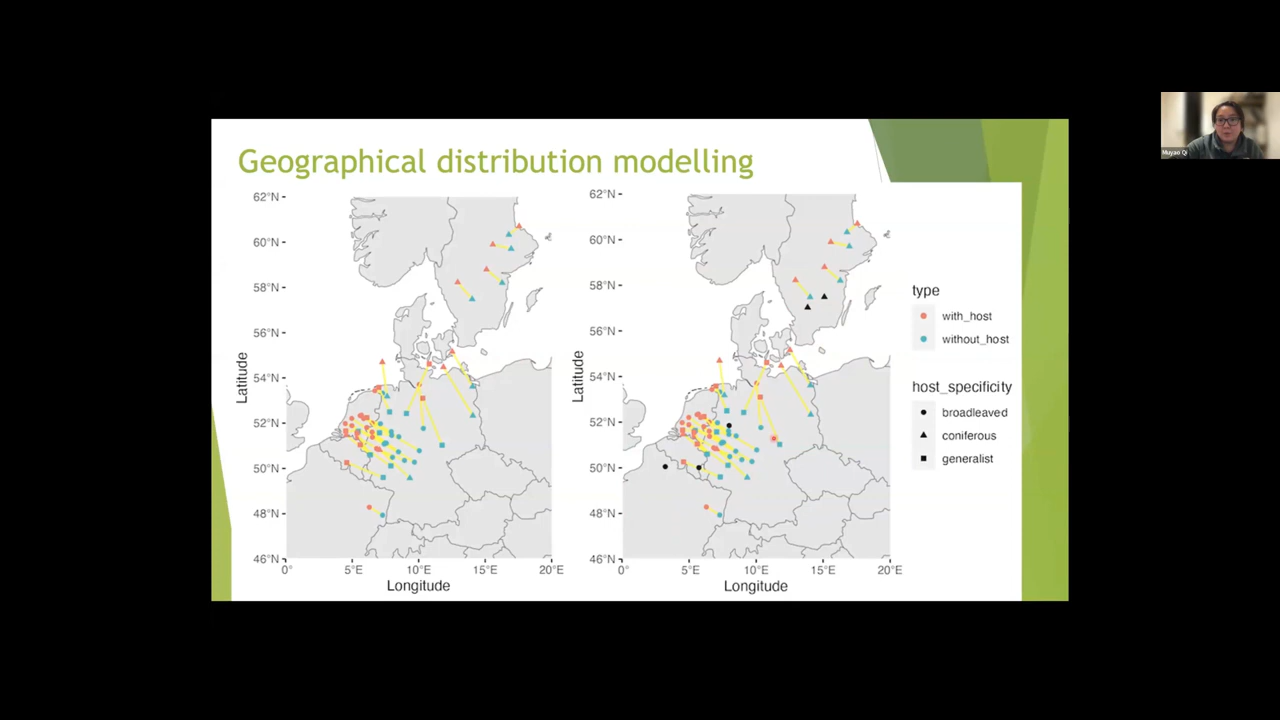 Geographical distribution modelling
62°N
60°N
58°N
56°N
54°N
52°N
50°N
48°N
46°N
Latitude
0°
5°E
10°E
15°E
20°E
Longitude
62°N
60°N
58°N
56°N
54°N
52°N
50°N
48°N
46°N
Latitude
0°
5°E
10°E
15°E
20°E
Longitude
type
with_host
without_host
host_specificity
broadleaved
coniferous
generalist
Muyao Qi